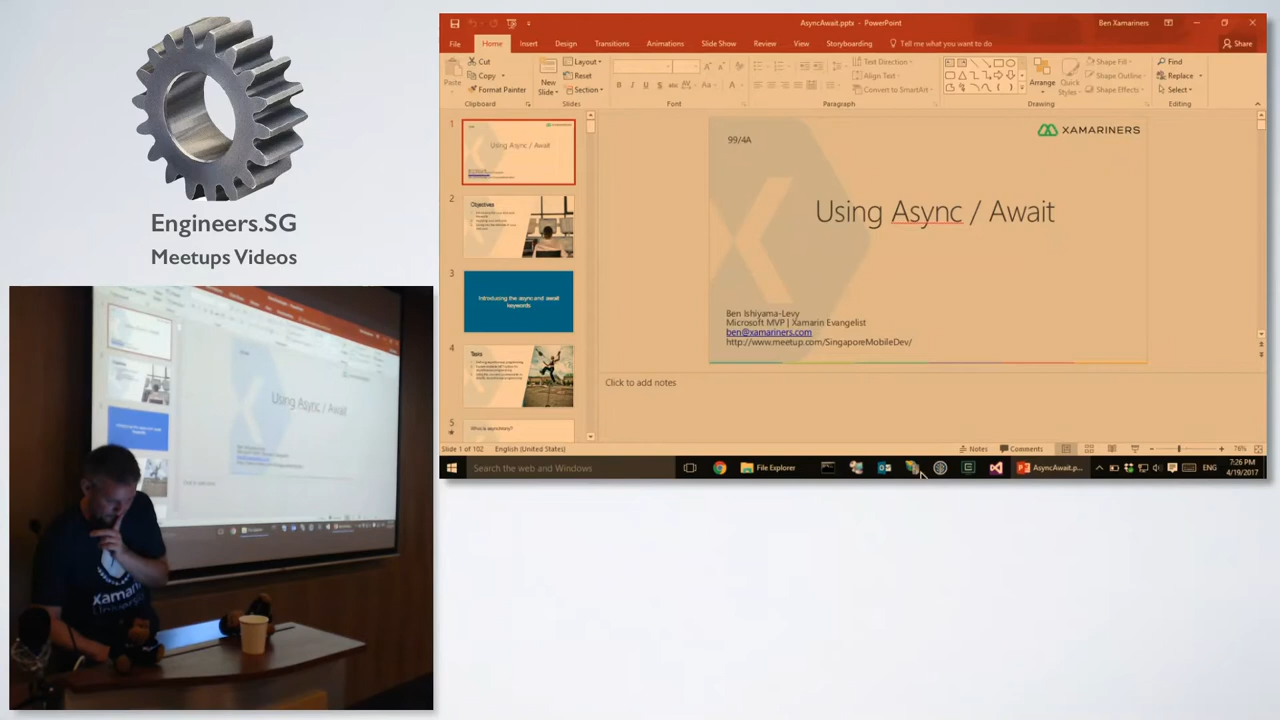 Engineers.SG
Meetups Videos
AsyncAwait.pptx - PowerPoint
Ben Xamariners
File Home Insert Design Transitions Animations Slide Show Review View Storyboarding Tell me what you want to do Share
Paste
Cut
Copy
Format Painter
Clipboard
New Slide
Layout
Reset
Section
Slides
Font
Text Direction
Align Text
Convert to SmartArt
Paragraph
Arrange
Quick Styles
Shape Fill
Shape Outline
Shape Effects
Drawing
Find
Replace
Select
Editing
1
Using Async / Await
2
Objectives
3
Introducing the async and await
keywords
4
Tasks
5
What is asynchrony?
99/4A
XAMARINERS
Using Async / Await
Ben Ishiyama-Levy
Microsoft MVP | Xamarin Evangelist
ben@xamariners.com
http://www.meetup.com/SingaporeMobileDev/
Click to add notes
Slide 1 of 102 English (United States) Notes Comments 76%
Search the web and Windows File Explorer AsyncAwait.p... ENG
7:26 PM
4/19/2017
Using Async / Await